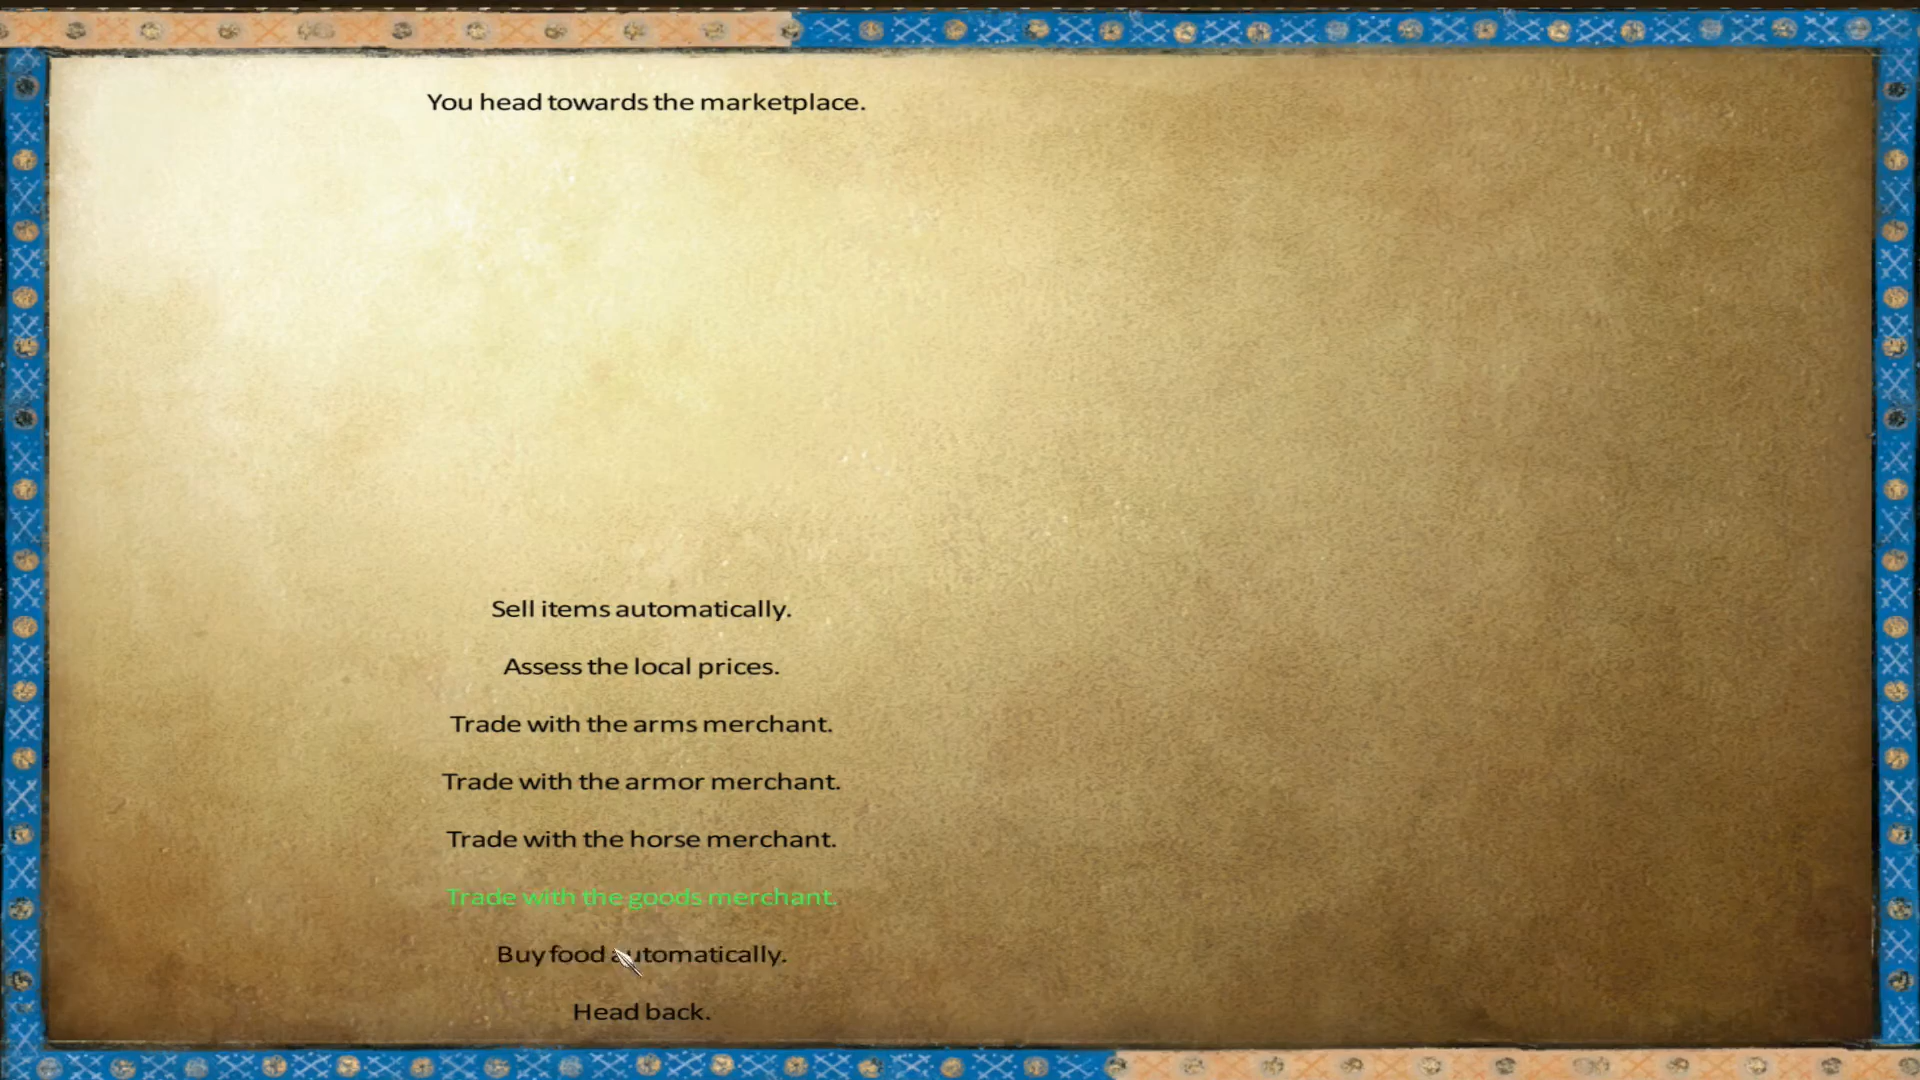 You head towards the marketplace.
Sell items automatically.
Assess the local prices.
Trade with the arms merchant.
Trade with the armor merchant.
Trade with the horse merchant.
Trade with the goods merchant.
Buy food automatically.
Head back.